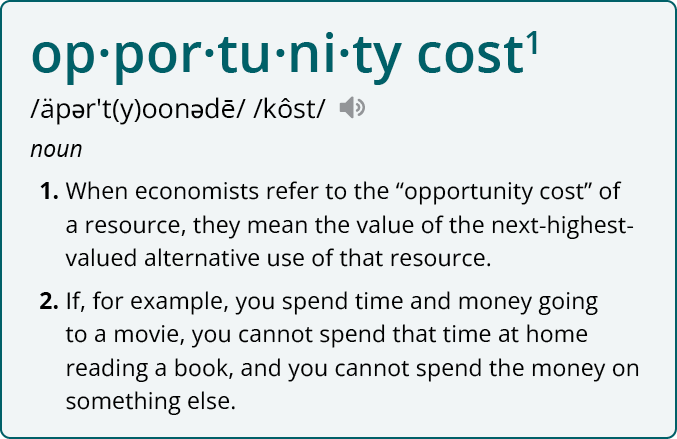 op·por·tu·ni·ty cost¹
/äpər't(y)oonədē/ /kôst/
noun
1. When economists refer to the “opportunity cost” of
a resource, they mean the value of the next-highest-
valued alternative use of that resource.
2. If, for example, you spend time and money going
to a movie, you cannot spend that time at home
reading a book, and you cannot spend the money on
something else.